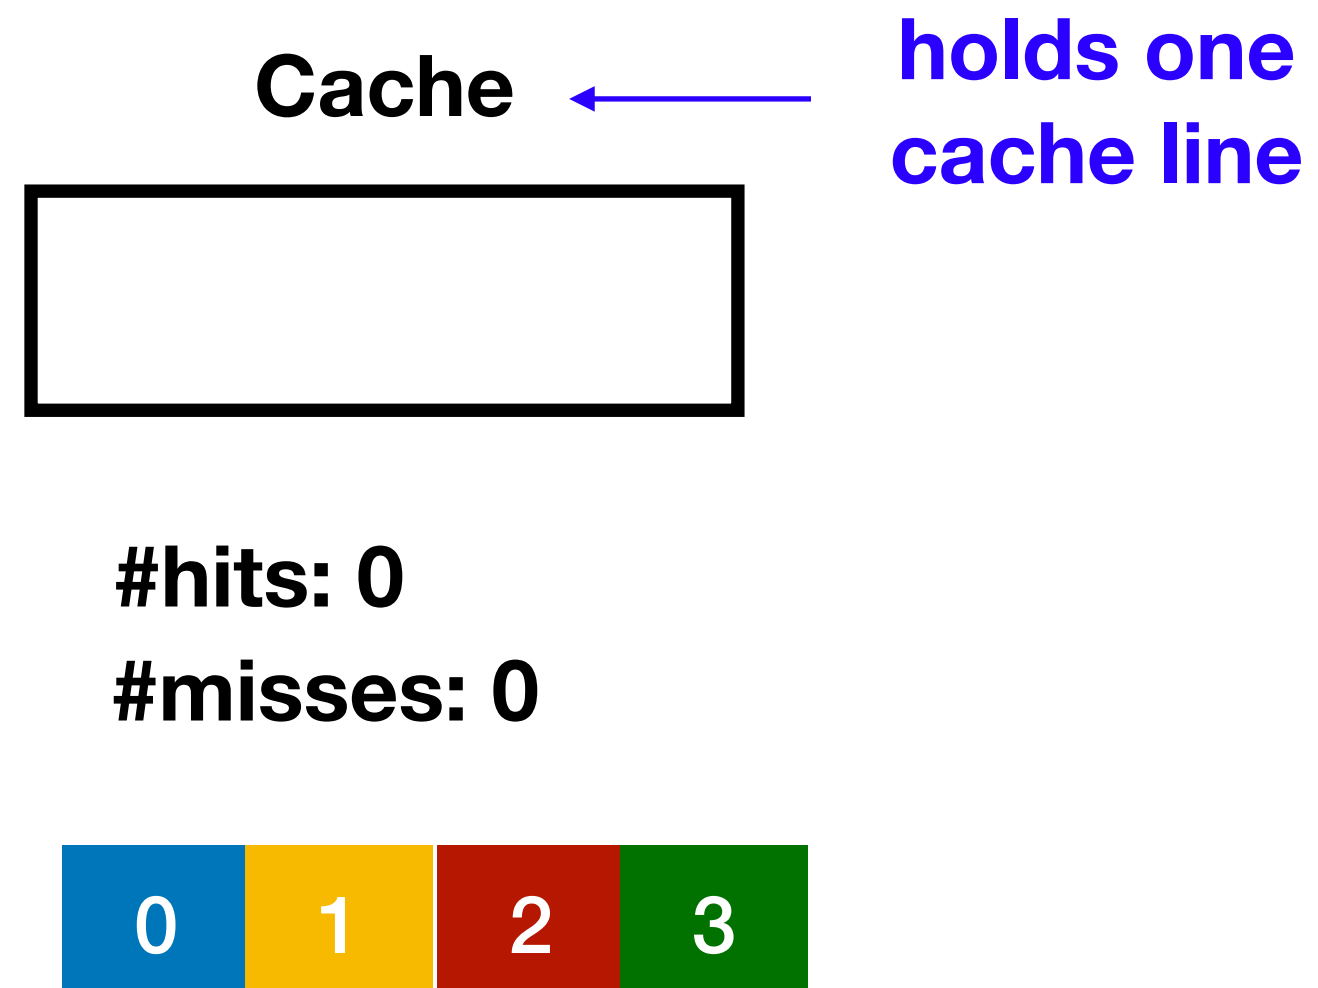 Cache
holds one
cache line
#hits: 0
#misses: 0
0 1 2 3